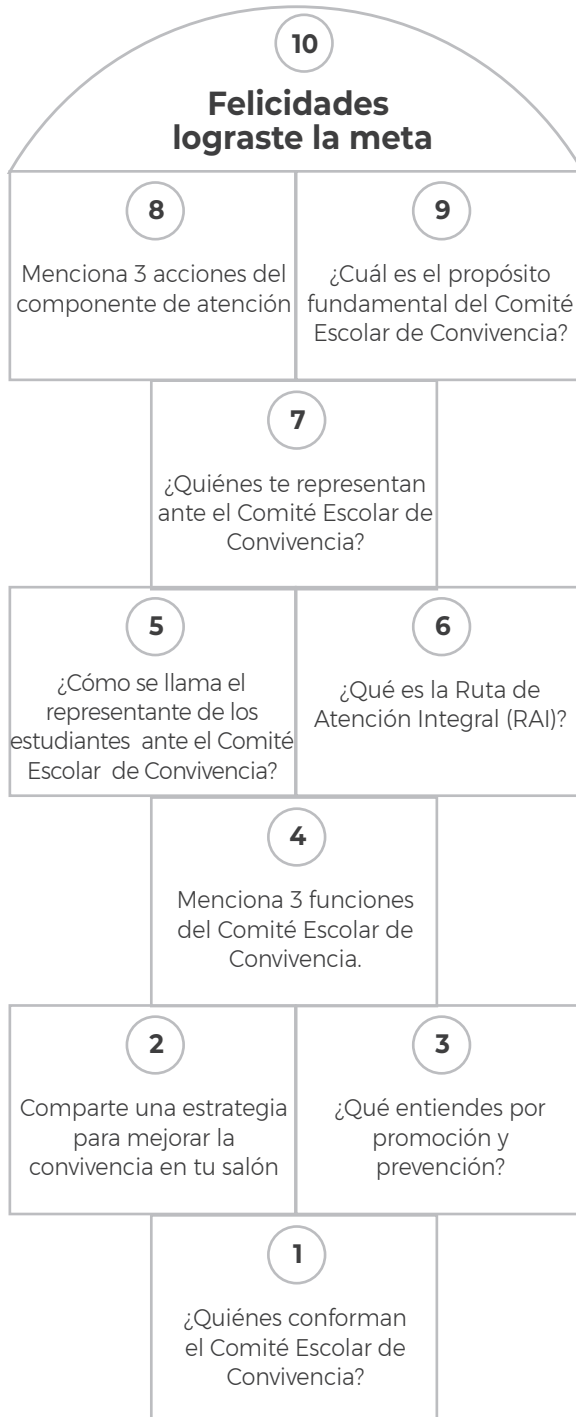 10
Felicidades
lograste la meta
8
Menciona 3 acciones del
componente de atención
9
¿Cuál es el propósito
fundamental del Comité
Escolar de Convivencia?
7
¿Quiénes te representan
ante el Comité Escolar de
Convivencia?
5
¿Cómo se llama el
representante de los
estudiantes ante el Comité
Escolar de Convivencia?
6
¿Qué es la Ruta de
Atención Integral (RAI)?
4
Menciona 3 funciones
del Comité Escolar de
Convivencia.
2
Comparte una estrategia
para mejorar la
convivencia en tu salón
3
¿Qué entiendes por
promoción y
prevención?
1
¿Quiénes conforman
el Comité Escolar de
Convivencia?